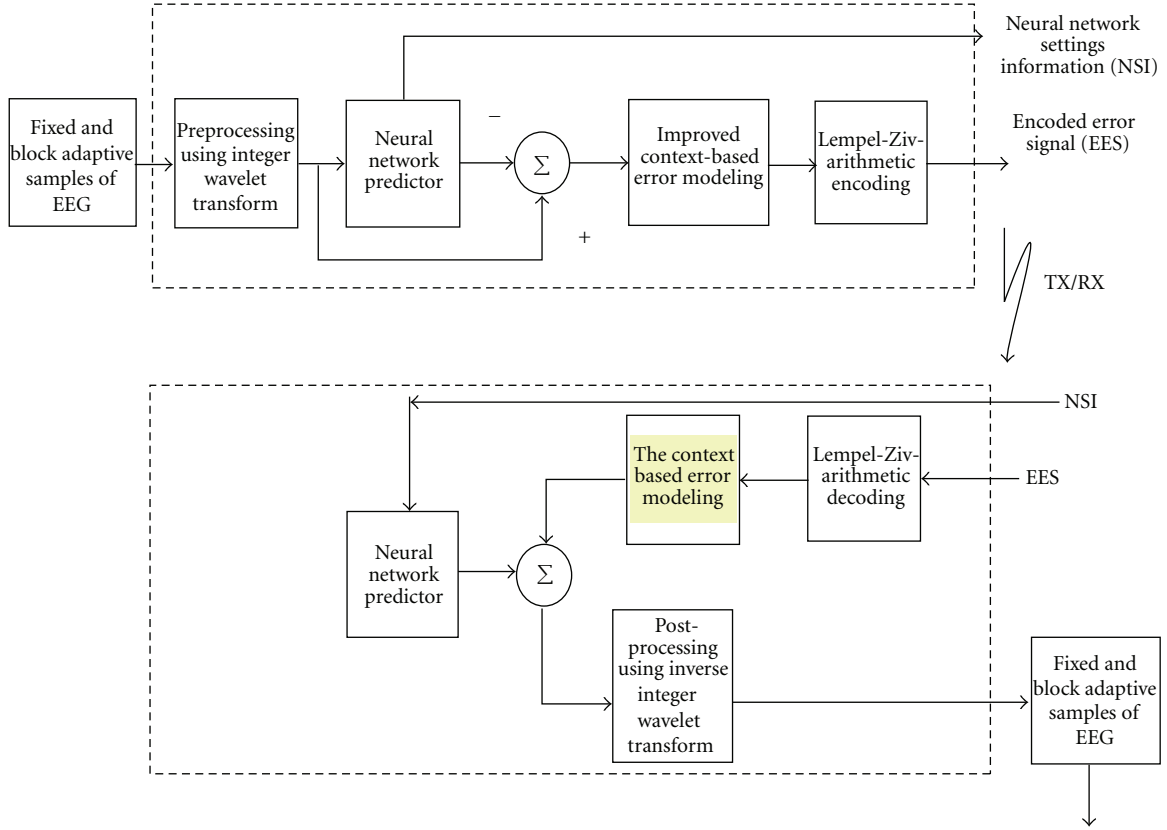 Neural network
settings
information (NSI)
Fixed and
block adaptive
samples of
EEG
Preprocessing
using integer
wavelet
transform
Neural
network
predictor
−
Σ
+
Improved
context-based
error modeling
Lempel-Ziv-
arithmetic
encoding
Encoded error
signal (EES)
TX/RX
NSI
The context
based error
modeling
Lempel-Ziv-
arithmetic
decoding
EES
Neural
network
predictor
Σ
Post-
processing
using inverse
integer
wavelet
transform
Fixed and
block adaptive
samples of
EEG